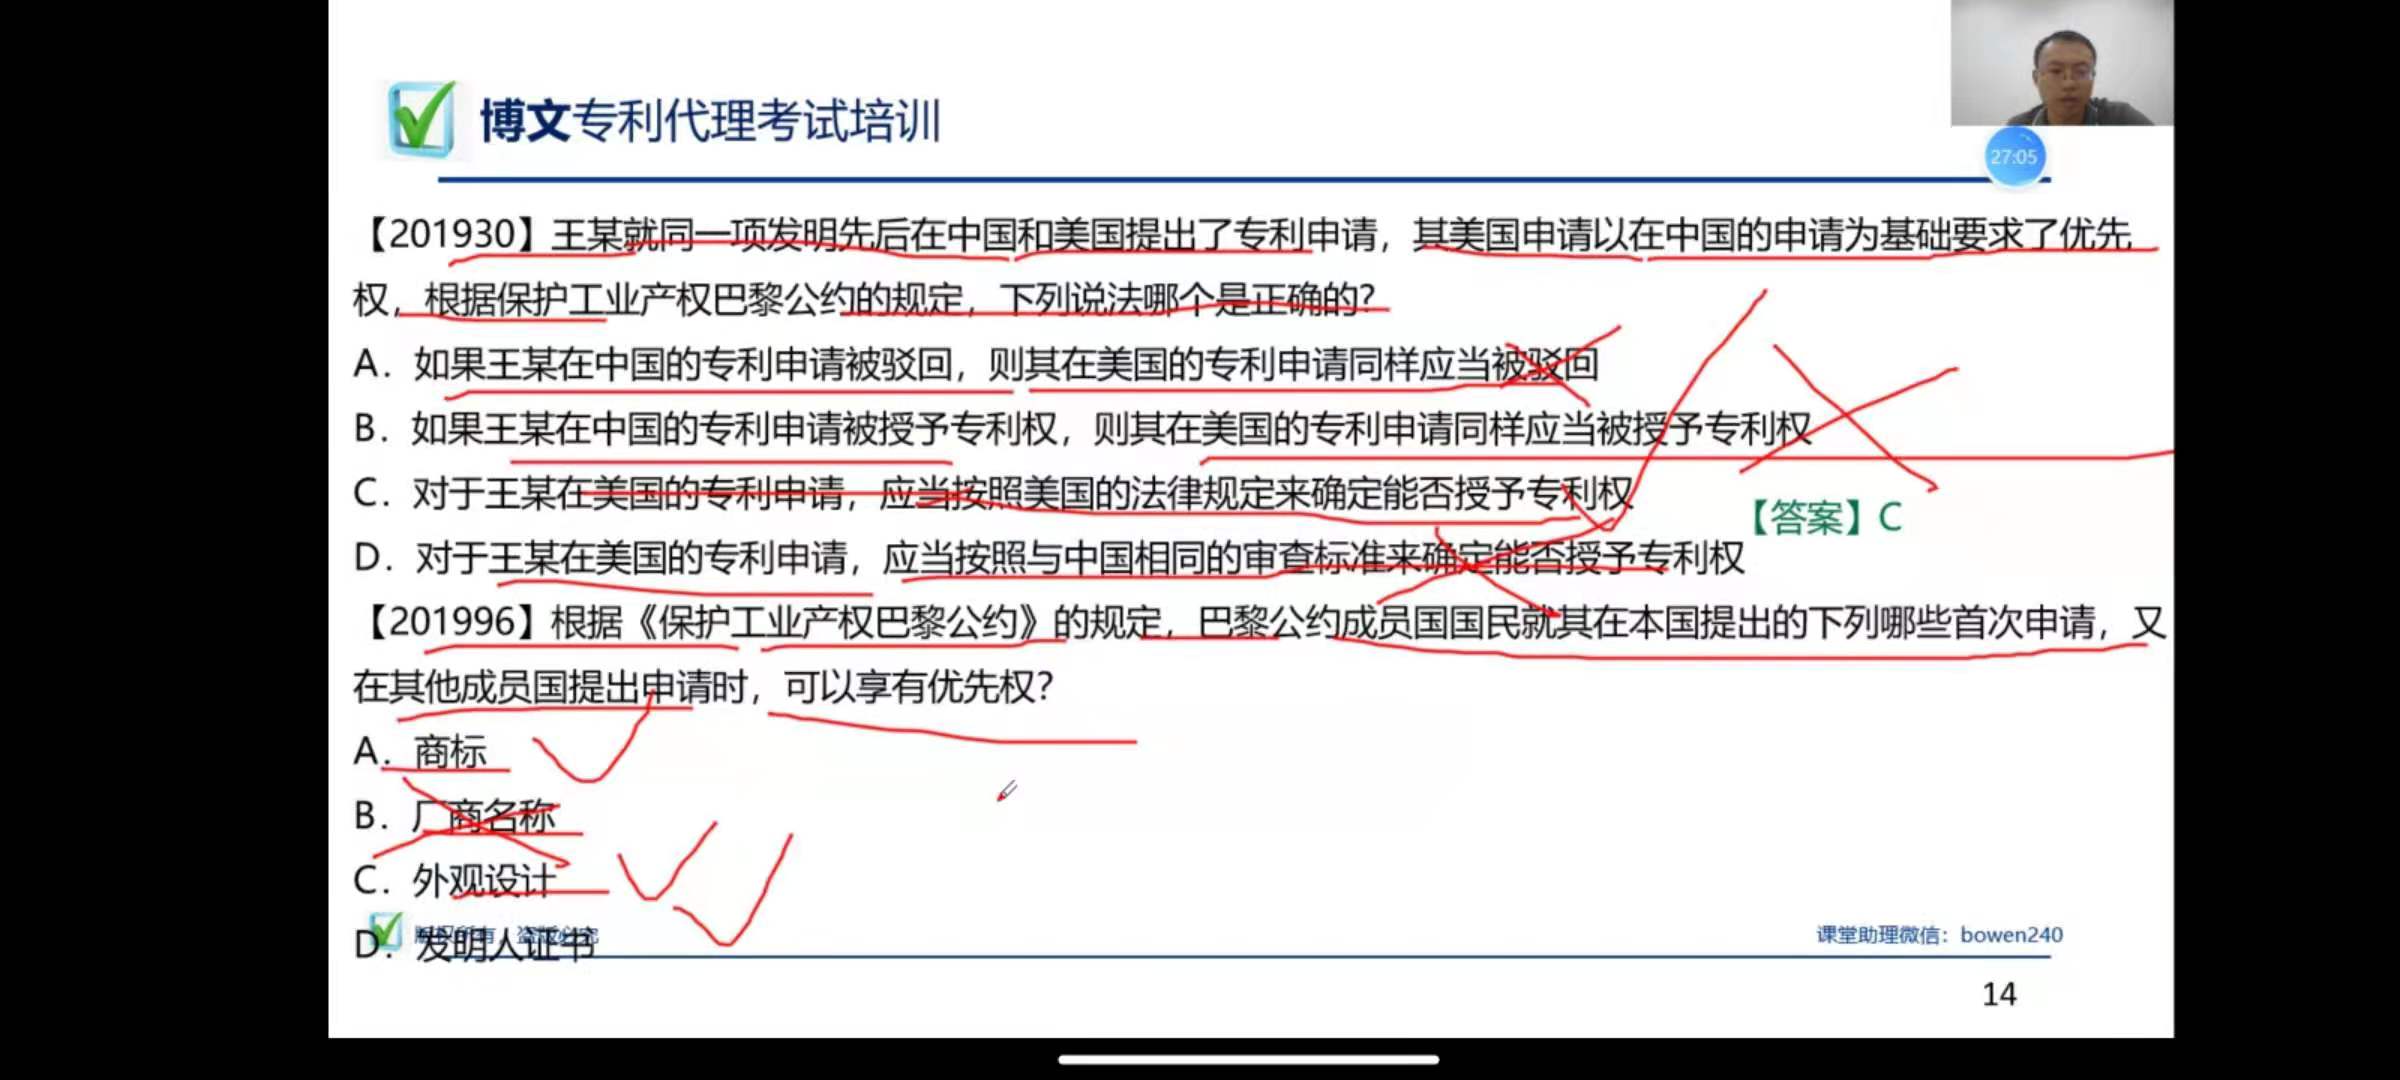 博文专利代理考试培训
27:05
【201930】王某就同一项发明先后在中国和美国提出了专利申请，其美国申请以在中国的申请为基础要求了优先
权，根据保护工业产权巴黎公约的规定，下列说法哪个是正确的?
A．如果王某在中国的专利申请被驳回，则其在美国的专利申请同样应当被驳回
B．如果王某在中国的专利申请被授予专利权，则其在美国的专利申请同样应当被授予专利权
C．对于王某在美国的专利申请，应当按照美国的法律规定来确定能否授予专利权
【答案】C
D．对于王某在美国的专利申请，应当按照与中国相同的审查标准来确定能否授予专利权
【201996】根据《保护工业产权巴黎公约》的规定，巴黎公约成员国国民就其在本国提出的下列哪些首次申请，又
在其他成员国提出申请时，可以享有优先权?
A．商标
B．厂商名称
C．外观设计
D．发明人证书
版权所有，盗版必究
课堂助理微信：bowen240
14